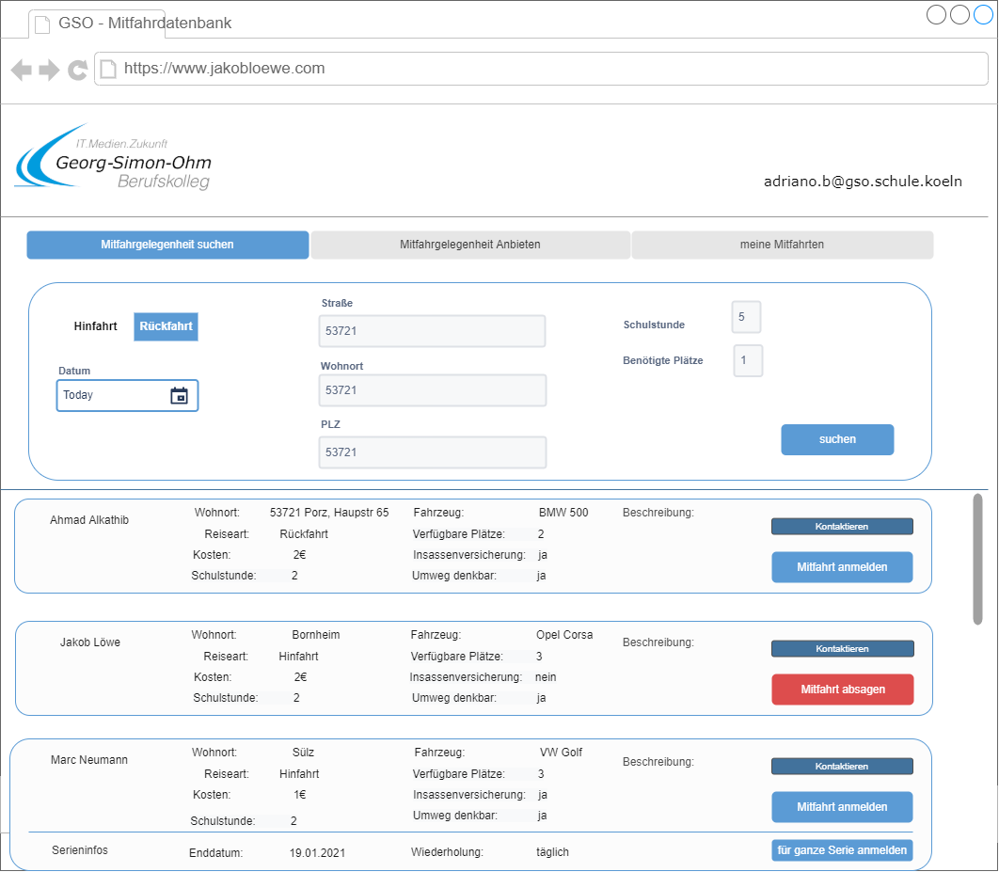 GSO - Mitfahrdatenbank
https://www.jakobloewe.com
IT.Medien.Zukunft
Georg-Simon-Ohm
Berufskolleg
adriano.b@gso.schule.koeln
Mitfahrgelegenheit suchen Mitfahrgelegenheit Anbieten meine Mitfahrten
Hinfahrt Rückfahrt
Datum
Today
Straße
53721
Wohnort
53721
PLZ
53721
Schulstunde 5
Benötigte Plätze 1
suchen
Ahmad Alkathib
Wohnort: 53721 Porz, Haupstr 65 Fahrzeug: BMW 500 Beschreibung:
Reiseart: Rückfahrt Verfügbare Plätze: 2
Kosten: 2€ Insassenversicherung: ja
Schulstunde: 2 Umweg denkbar: ja
Kontaktieren
Mitfahrt anmelden
Jakob Löwe
Wohnort: Bornheim Fahrzeug: Opel Corsa Beschreibung:
Reiseart: Hinfahrt Verfügbare Plätze: 3
Kosten: 2€ Insassenversicherung: nein
Schulstunde: 2 Umweg denkbar: ja
Kontaktieren
Mitfahrt absagen
Marc Neumann
Wohnort: Sülz Fahrzeug: VW Golf Beschreibung:
Reiseart: Hinfahrt Verfügbare Plätze: 3
Kosten: 1€ Insassenversicherung: ja
Schulstunde: 2 Umweg denkbar: ja
Kontaktieren
Mitfahrt anmelden
Serieninfos Enddatum: 19.01.2021 Wiederholung: täglich für ganze Serie anmelden